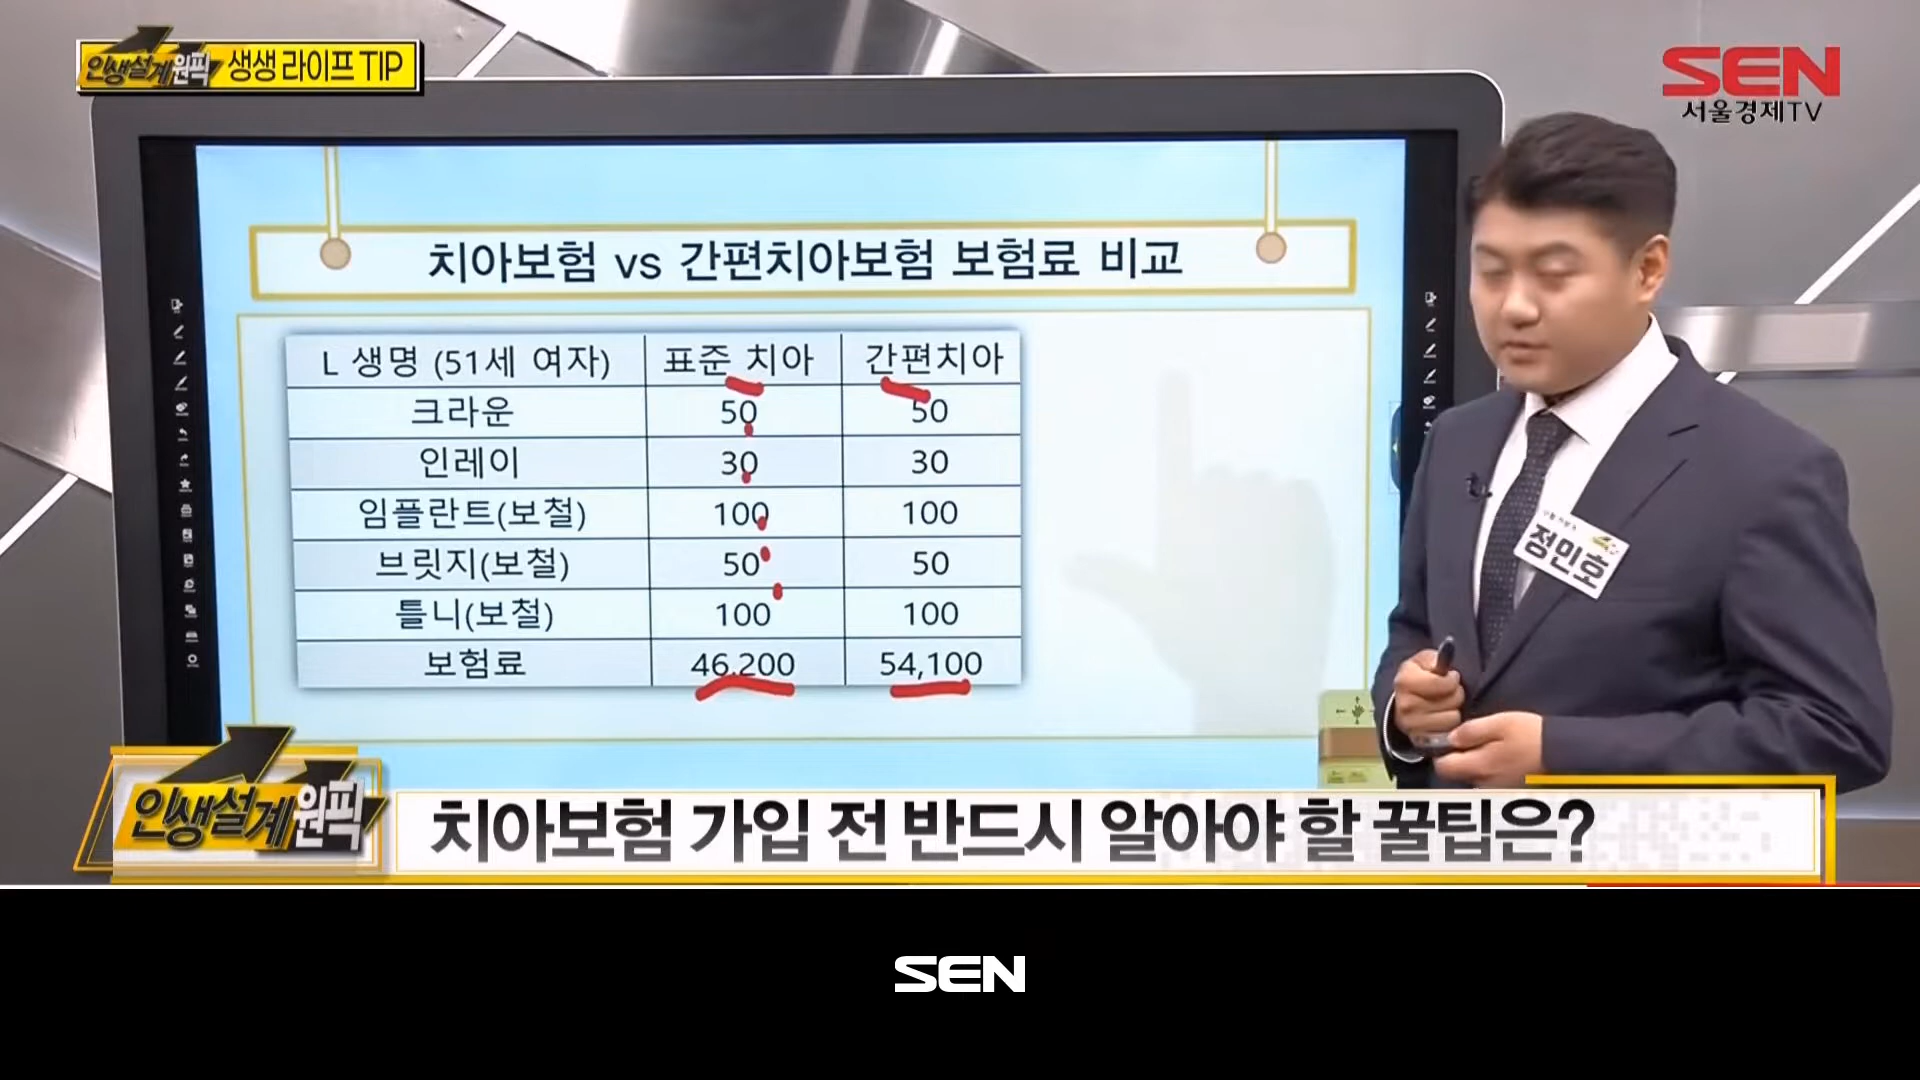 인생설계원픽 생생 라이프 TIP
SEN
서울경제TV
치아보험 vs 간편치아보험 보험료 비교
L 생명 (51세 여자) 표준 치아 간편치아
크라운 50 50
인레이 30 30
임플란트(보철) 100 100
브릿지(보철) 50 50
틀니(보철) 100 100
보험료 46,200 54,100
정민호
인생설계원픽
치아보험 가입 전 반드시 알아야 할 꿀팁은?
SEN